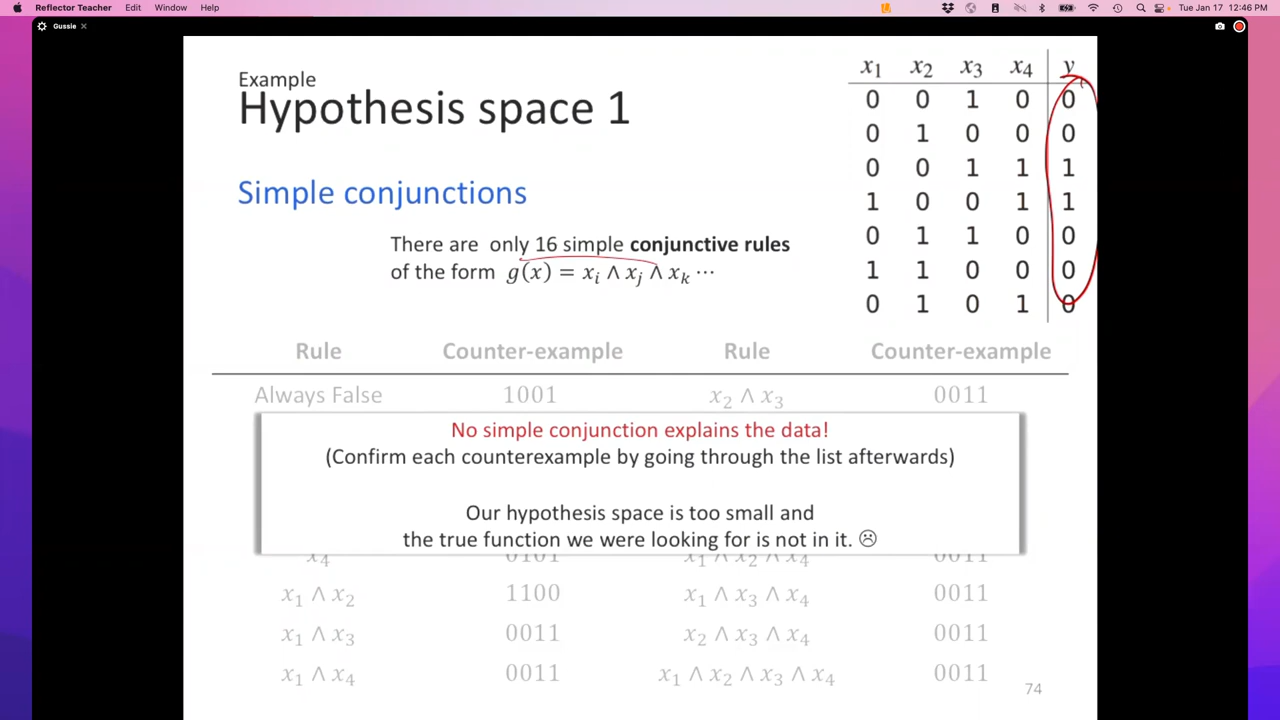 Reflector Teacher Edit Window Help
Tue Jan 17 12:46 PM
Gussie
Example
Hypothesis space 1
Simple conjunctions
There are only 16 simple conjunctive rules
of the form g(x) = xᵢ ∧ xⱼ ∧ xₖ ⋯
x₁ x₂ x₃ x₄ y
0 0 1 0 0
0 1 0 0 0
0 0 1 1 1
1 0 0 1 1
0 1 1 0 0
1 1 0 0 0
0 1 0 1 0
Rule Counter-example Rule Counter-example
Always False 1001 x₂ ∧ x₃ 0011
No simple conjunction explains the data!
(Confirm each counterexample by going through the list afterwards)
Our hypothesis space is too small and
the true function we were looking for is not in it. ☹
x₄ 0101 x₁ ∧ x₂ ∧ x₄ 0011
x₁ ∧ x₂ 1100 x₁ ∧ x₃ ∧ x₄ 0011
x₁ ∧ x₃ 0011 x₂ ∧ x₃ ∧ x₄ 0011
x₁ ∧ x₄ 0011 x₁ ∧ x₂ ∧ x₃ ∧ x₄ 0011
74